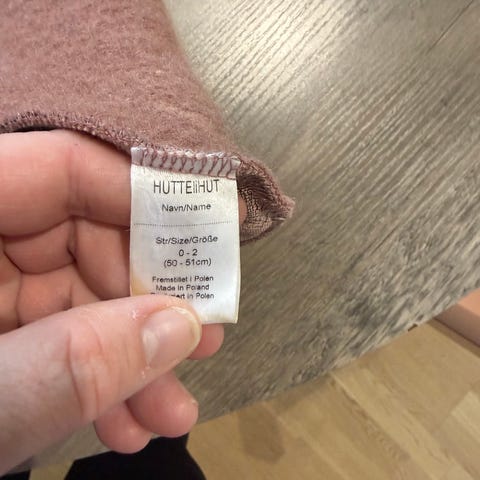 HUTTEliHUT
Navn/Name
Str/Size/Größe
0 - 2
(50 - 51cm)
Fremstillet i Polen
Made in Poland
in Polen